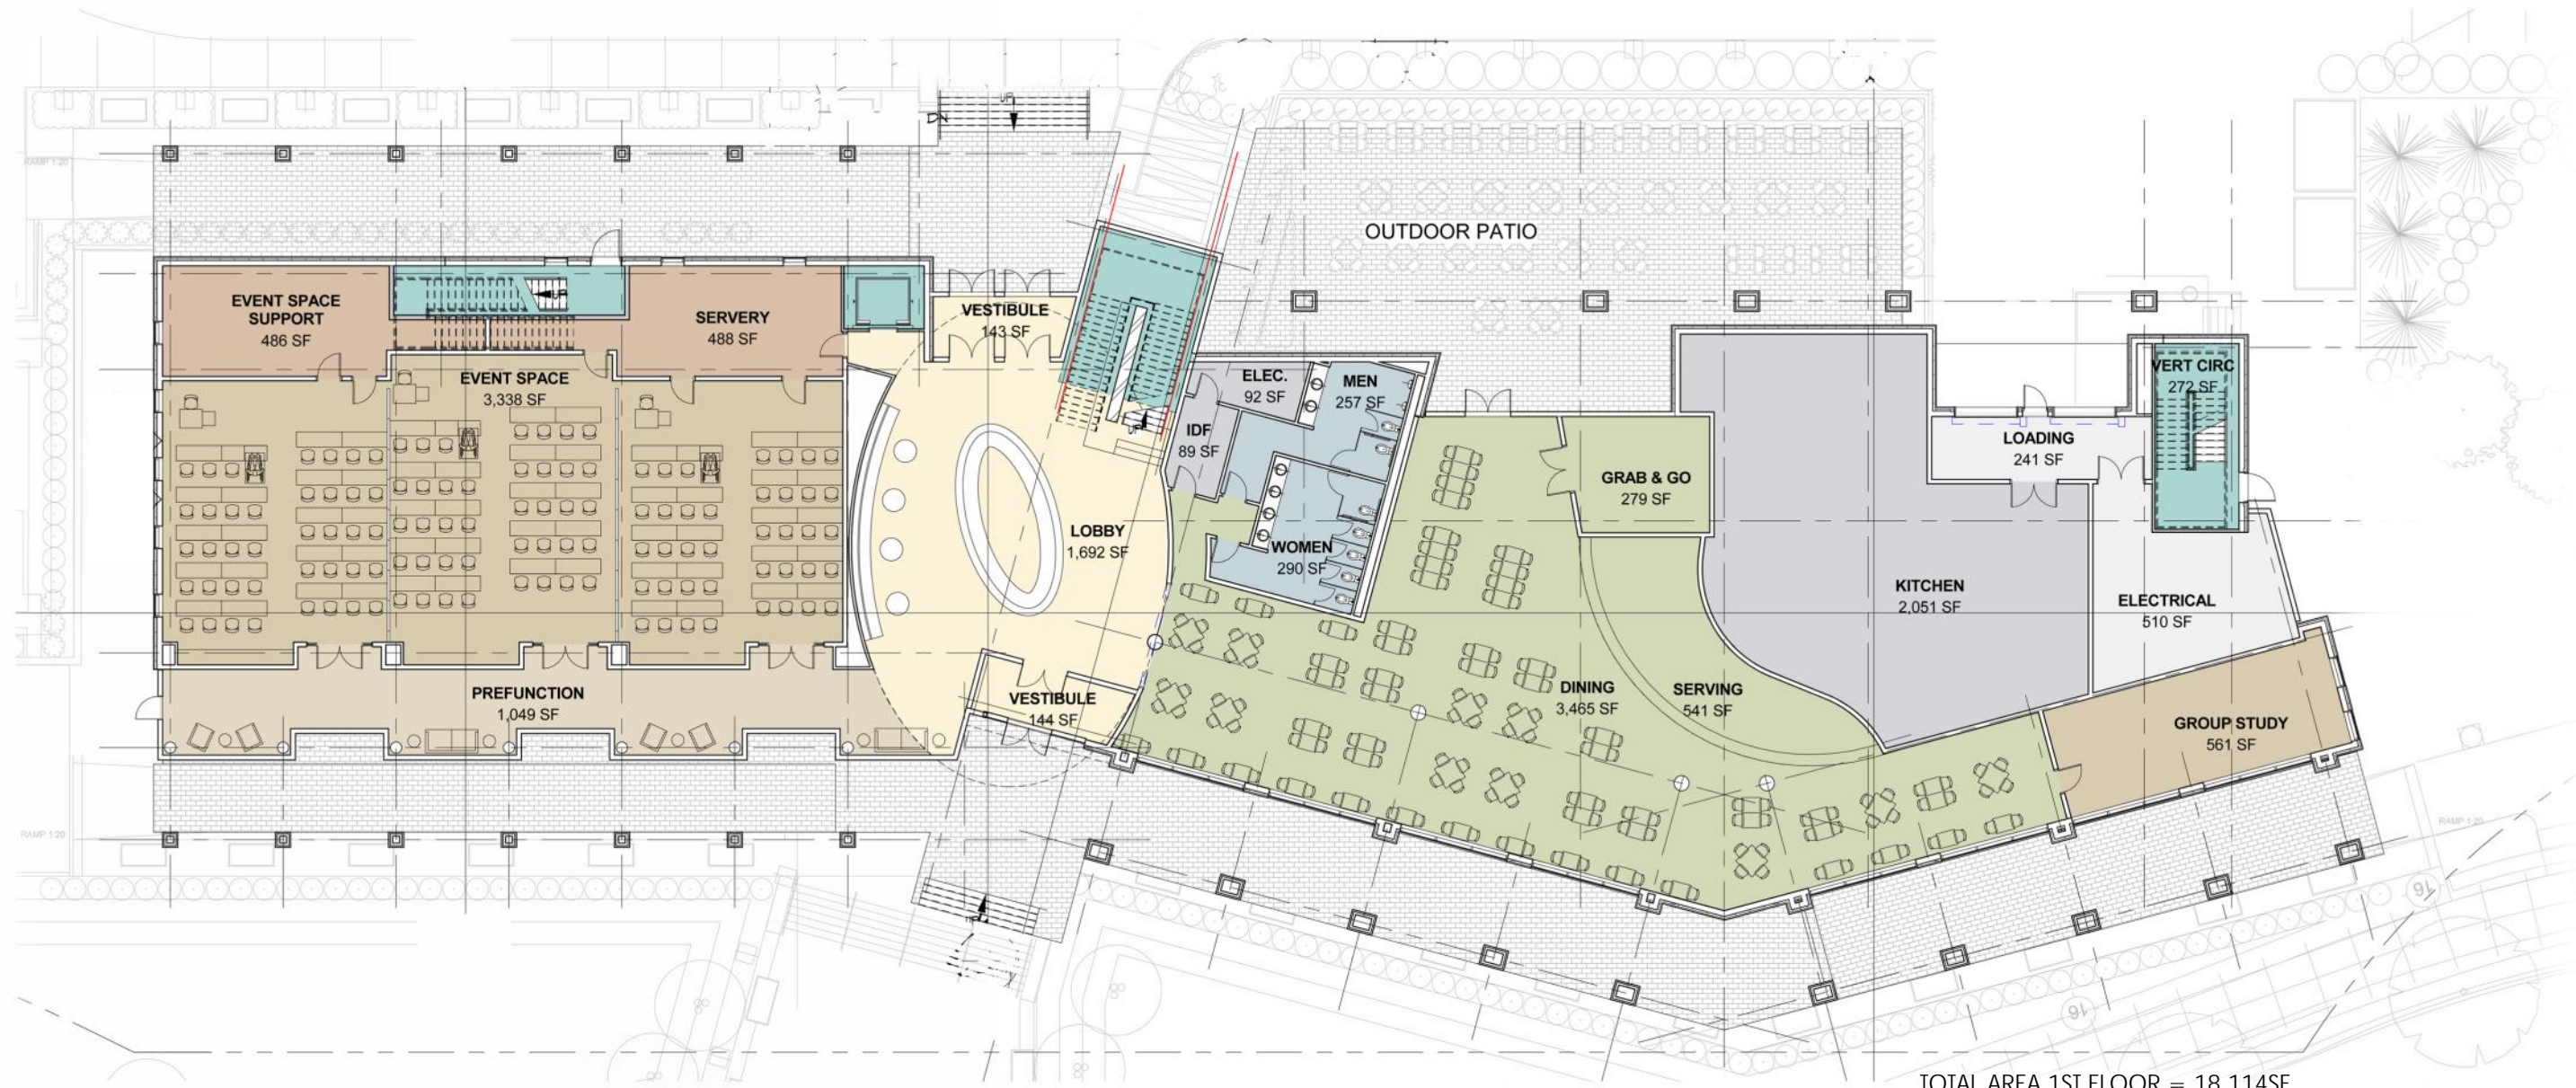 UP
DN
RAMP 1:20
OUTDOOR PATIO
EVENT SPACE
SUPPORT
486 SF
UP
SERVERY
488 SF
VESTIBULE
143 SF
EVENT SPACE
3,338 SF
ELEC.
92 SF
MEN
257 SF
IDF
89 SF
VERT CIRC
272 SF
LOADING
241 SF
GRAB & GO
279 SF
LOBBY
1,692 SF
WOMEN
290 SF
KITCHEN
2,051 SF
ELECTRICAL
510 SF
PREFUNCTION
1,049 SF
VESTIBULE
144 SF
DINING
3,465 SF
SERVING
541 SF
GROUP STUDY
561 SF
RAMP 1:20
RAMP 1:20
16
16
TOTAL AREA 1ST FLOOR = 18,114SF